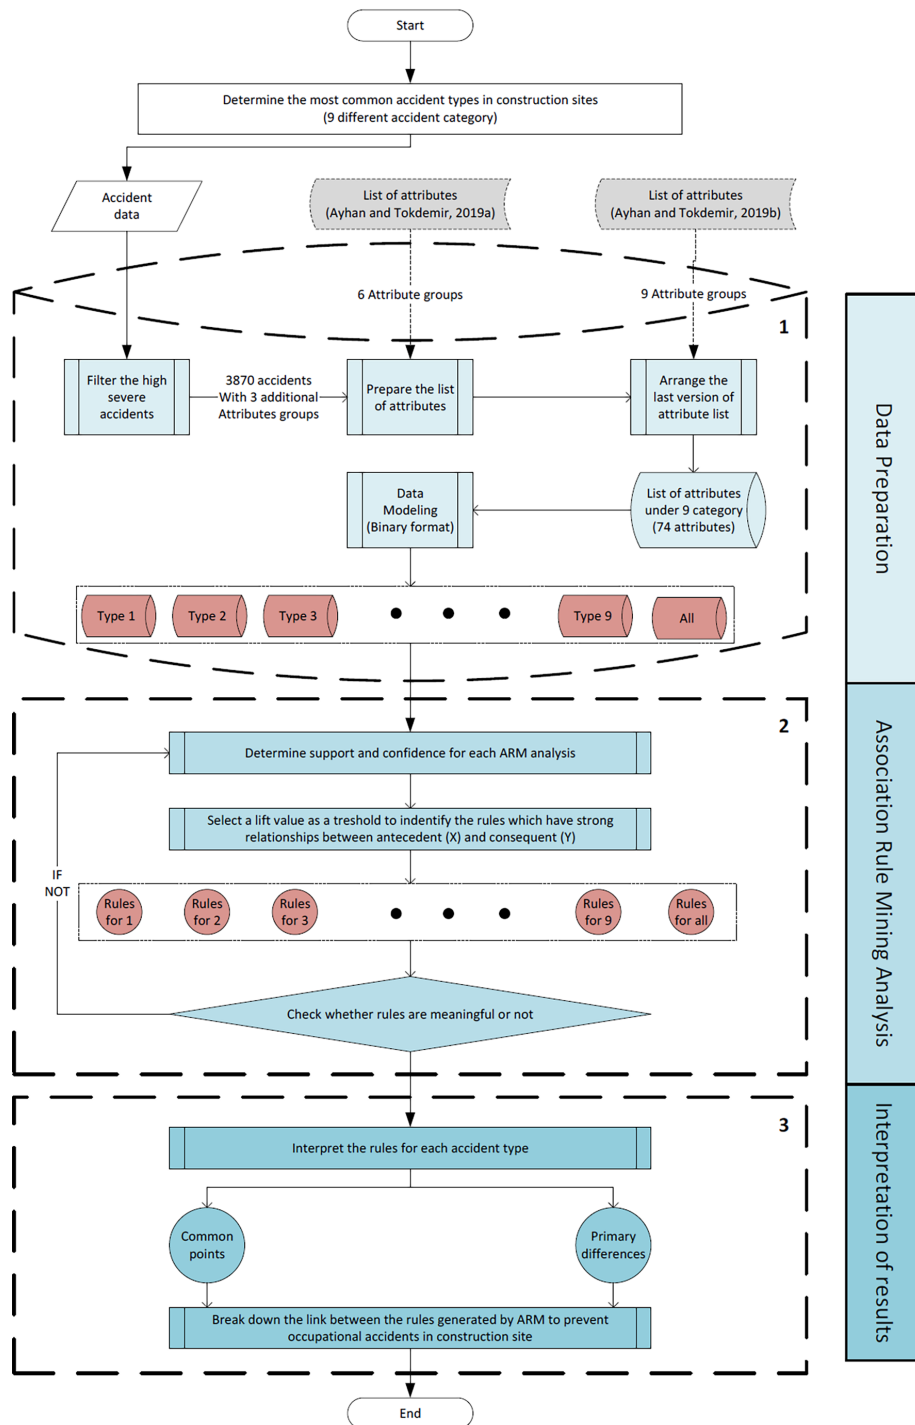 Start
Determine the most common accident types in construction sites
(9 different accident category)
Accident
data
List of attributes
(Ayhan and Tokdemir, 2019a)
List of attributes
(Ayhan and Tokdemir, 2019b)
6 Attribute groups
9 Attribute groups
1
Filter the high
severe
accidents
3870 accidents
With 3 additional
Attributes groups
Prepare the list
of attributes
Arrange the
last version of
attribute list
Data
Modeling
(Binary format)
List of attributes
under 9 category
(74 attributes)
Type 1
Type 2
Type 3
Type 9
All
Data Preparation
2
Determine support and confidence for each ARM analysis
Select a lift value as a treshold to indentify the rules which have strong
relationships between antecedent (X) and consequent (Y)
IF
NOT
Rules
for 1
Rules
for 2
Rules
for 3
Rules
for 9
Rules
for all
Check whether rules are meaningful or not
Association Rule Mining Analysis
3
Interpret the rules for each accident type
Common
points
Primary
differences
Break down the link between the rules generated by ARM to prevent
occupational accidents in construction site
Interpretation of results
End